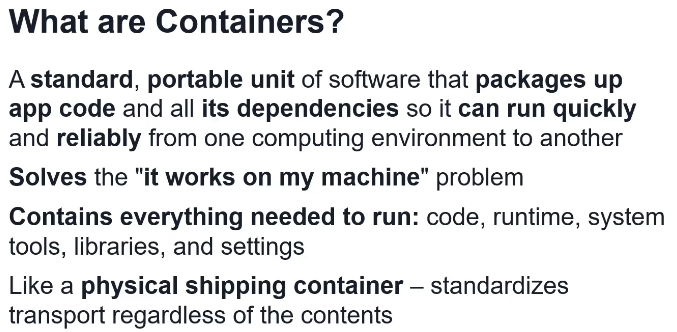 What are Containers?
A standard, portable unit of software that packages up
app code and all its dependencies so it can run quickly
and reliably from one computing environment to another
Solves the "it works on my machine" problem
Contains everything needed to run: code, runtime, system
tools, libraries, and settings
Like a physical shipping container – standardizes
transport regardless of the contents